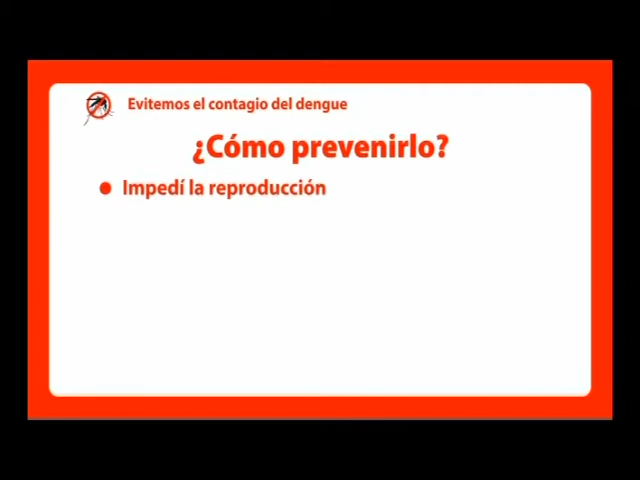 Evitemos el contagio del dengue
¿Cómo prevenirlo?
● Impedí la reproducción